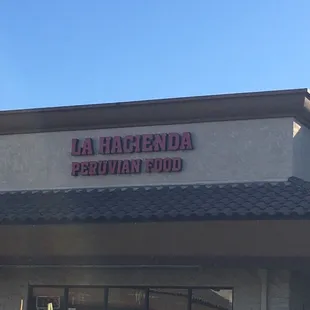 LA HACIENDA
PERUVIAN FOOD